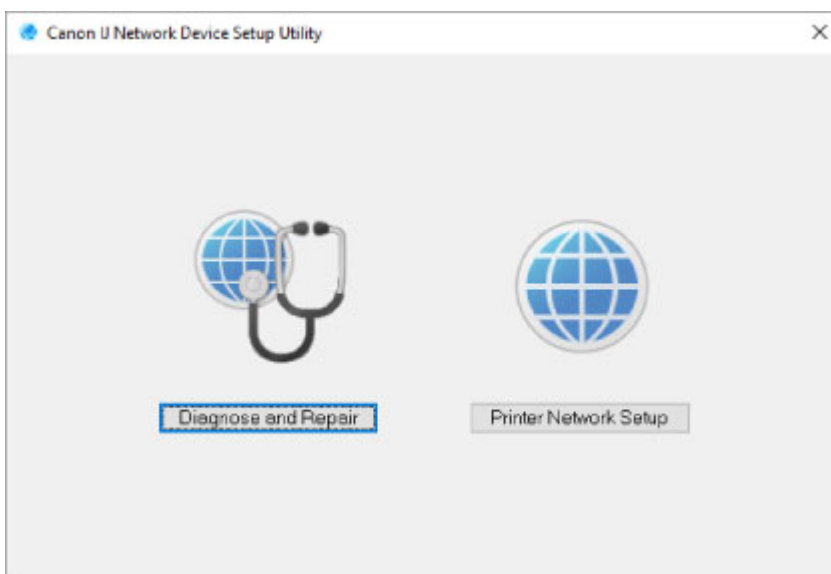 Canon IJ Network Device Setup Utility
Diagnose and Repair
Printer Network Setup